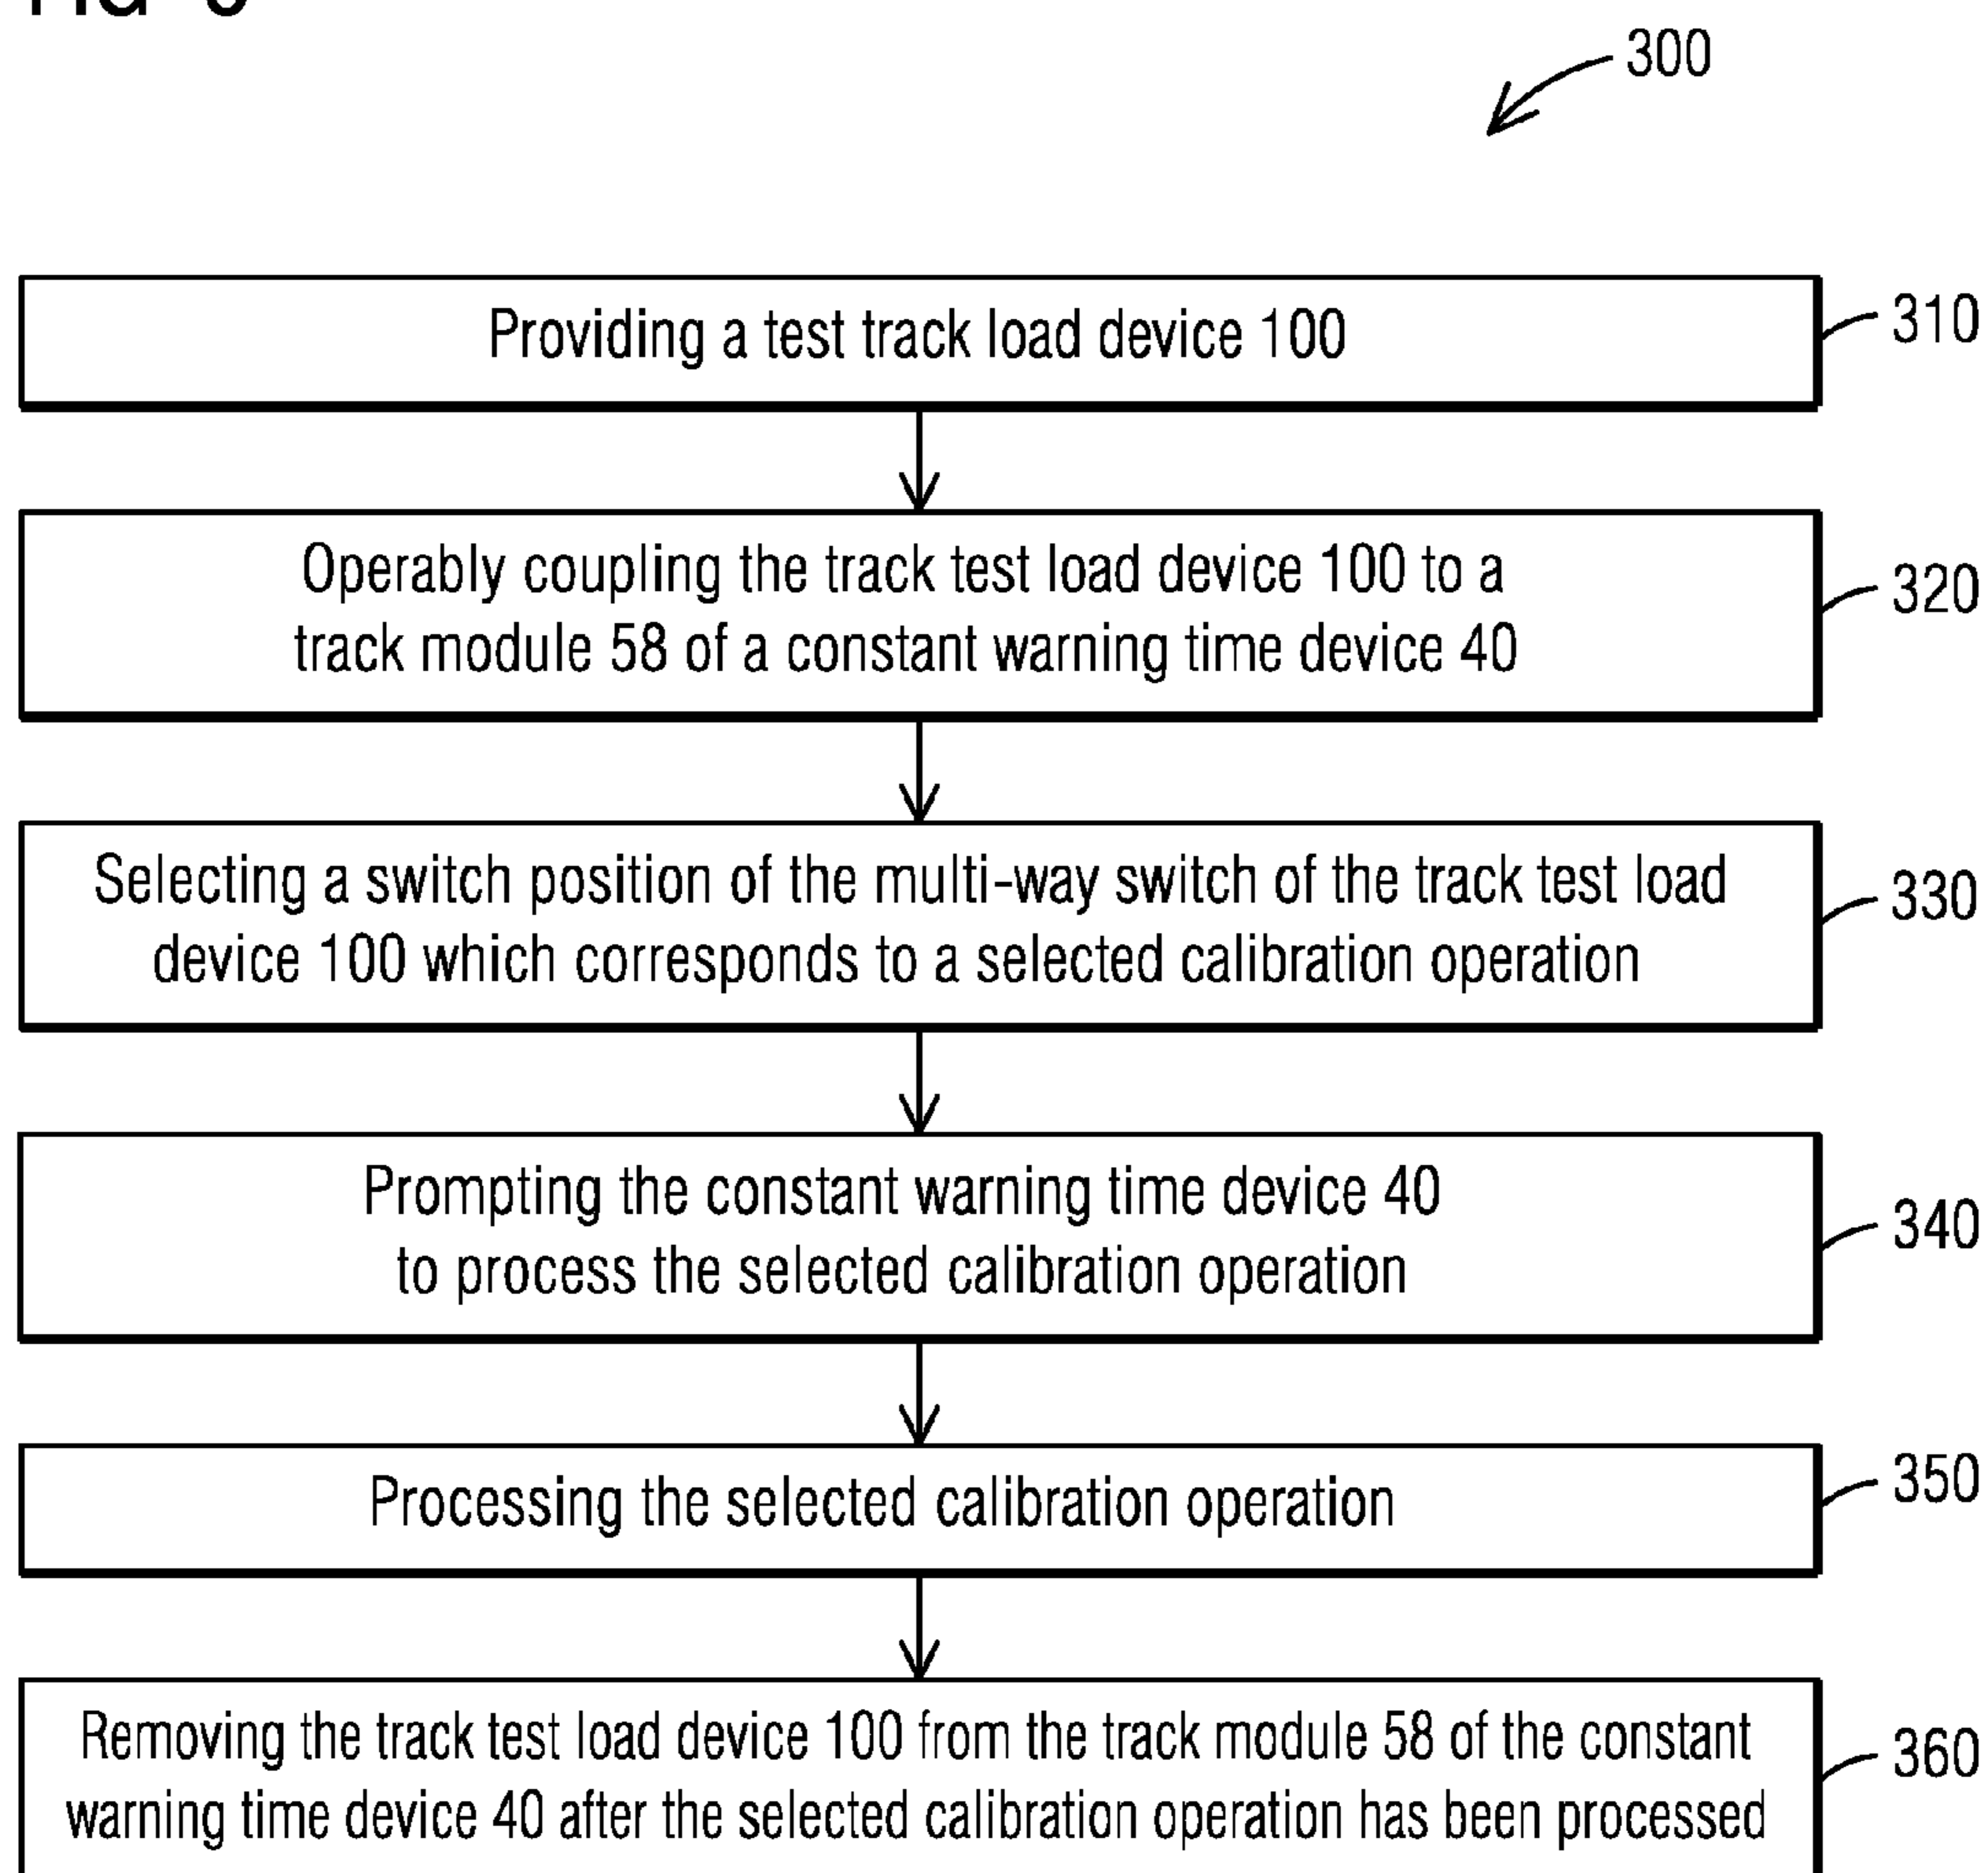 300
Providing a test track load device 100
310
Operably coupling the track test load device 100 to a
track module 58 of a constant warning time device 40
320
Selecting a switch position of the multi-way switch of the track test load
device 100 which corresponds to a selected calibration operation
330
Prompting the constant warning time device 40
to process the selected calibration operation
340
Processing the selected calibration operation
350
Removing the track test load device 100 from the track module 58 of the constant
warning time device 40 after the selected calibration operation has been processed
360